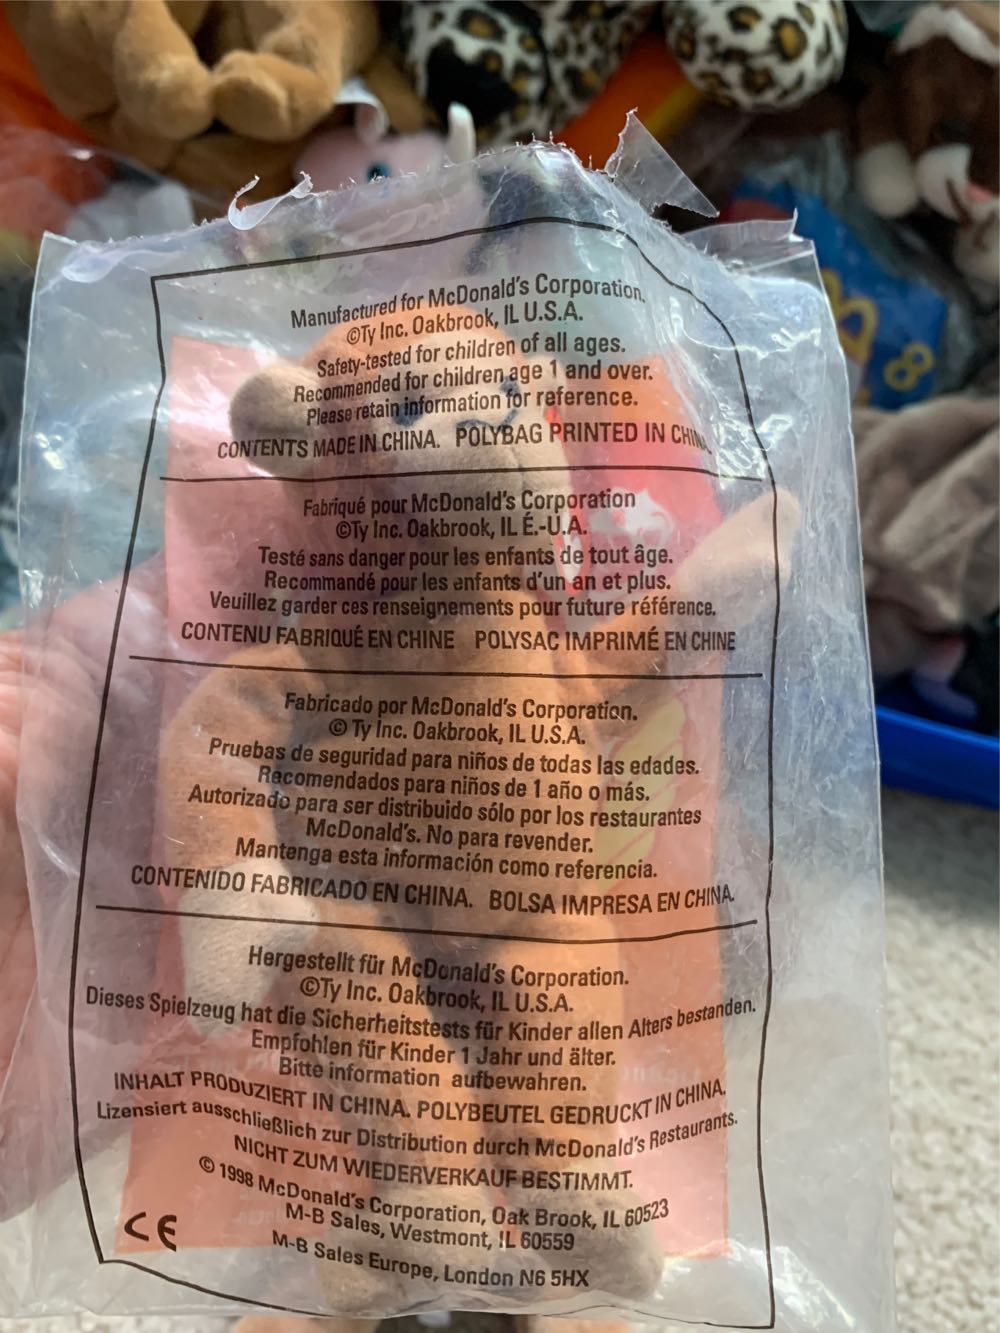 Manufactured for McDonald's Corporation.
©Ty Inc. Oakbrook, IL U.S.A.
Safety-tested for children of all ages.
Recommended for children age 1 and over.
Please retain information for reference.
CONTENTS MADE IN CHINA. POLYBAG PRINTED IN CHINA.
Fabriqué pour McDonald's Corporation
©Ty Inc. Oakbrook, IL É.-U.A.
Testé sans danger pour les enfants de tout âge.
Recommandé pour les enfants d'un an et plus.
Veuillez garder ces renseignements pour future référence.
CONTENU FABRIQUÉ EN CHINE POLYSAC IMPRIMÉ EN CHINE
Fabricado por McDonald's Corporation.
© Ty Inc. Oakbrook, IL U.S.A.
Pruebas de seguridad para niños de todas las edades.
Recomendados para niños de 1 año o más.
Autorizado para ser distribuido sólo por los restaurantes
McDonald's. No para revender.
Mantenga esta información como referencia.
CONTENIDO FABRICADO EN CHINA. BOLSA IMPRESA EN CHINA.
Hergestellt für McDonald's Corporation.
©Ty Inc. Oakbrook, IL U.S.A.
Dieses Spielzeug hat die Sicherheitstests für Kinder allen Alters bestanden.
Empfohlen für Kinder 1 Jahr und älter.
Bitte information aufbewahren.
INHALT PRODUZIERT IN CHINA. POLYBEUTEL GEDRUCKT IN CHINA.
Lizensiert ausschließlich zur Distribution durch McDonald's Restaurants.
NICHT ZUM WIEDERVERKAUF BESTIMMT.
© 1998 McDonald's Corporation, Oak Brook, IL 60523
M-B Sales, Westmont, IL 60559
M-B Sales Europe, London N6 5HX
CE
8